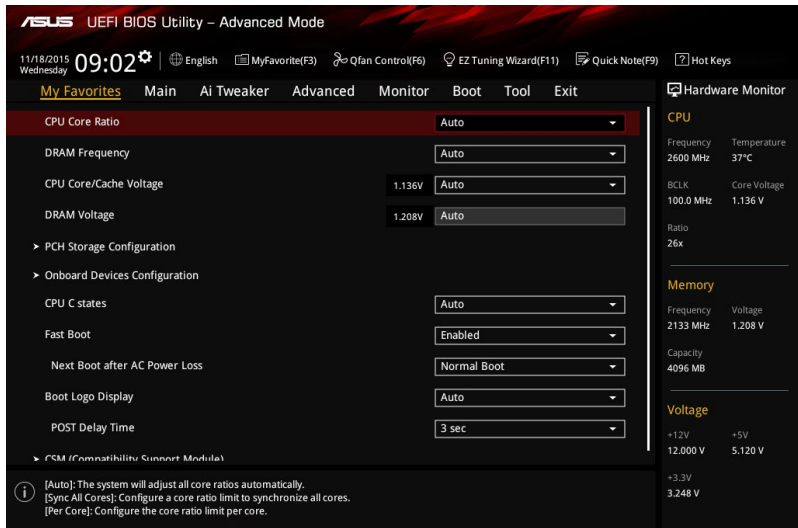 ASUS UEFI BIOS Utility – Advanced Mode
11/18/2015 Wednesday 09:02 English MyFavorite(F3) Qfan Control(F6) EZ Tuning Wizard(F11) Quick Note(F9) ? Hot Keys
My Favorites Main Ai Tweaker Advanced Monitor Boot Tool Exit
CPU Core Ratio Auto
DRAM Frequency Auto
CPU Core/Cache Voltage 1.136V Auto
DRAM Voltage 1.208V Auto
> PCH Storage Configuration
> Onboard Devices Configuration
CPU C states Auto
Fast Boot Enabled
Next Boot after AC Power Loss Normal Boot
Boot Logo Display Auto
POST Delay Time 3 sec
> CSM (Compatibility Support Module)
[Auto]: The system will adjust all core ratios automatically.
[Sync All Cores]: Configure a core ratio limit to synchronize all cores.
[Per Core]: Configure the core ratio limit per core.
Hardware Monitor
CPU
Frequency Temperature
2600 MHz 37°C
BCLK Core Voltage
100.0 MHz 1.136 V
Ratio
26x
Memory
Frequency Voltage
2133 MHz 1.208 V
Capacity
4096 MB
Voltage
+12V +5V
12.000 V 5.120 V
+3.3V
3.248 V